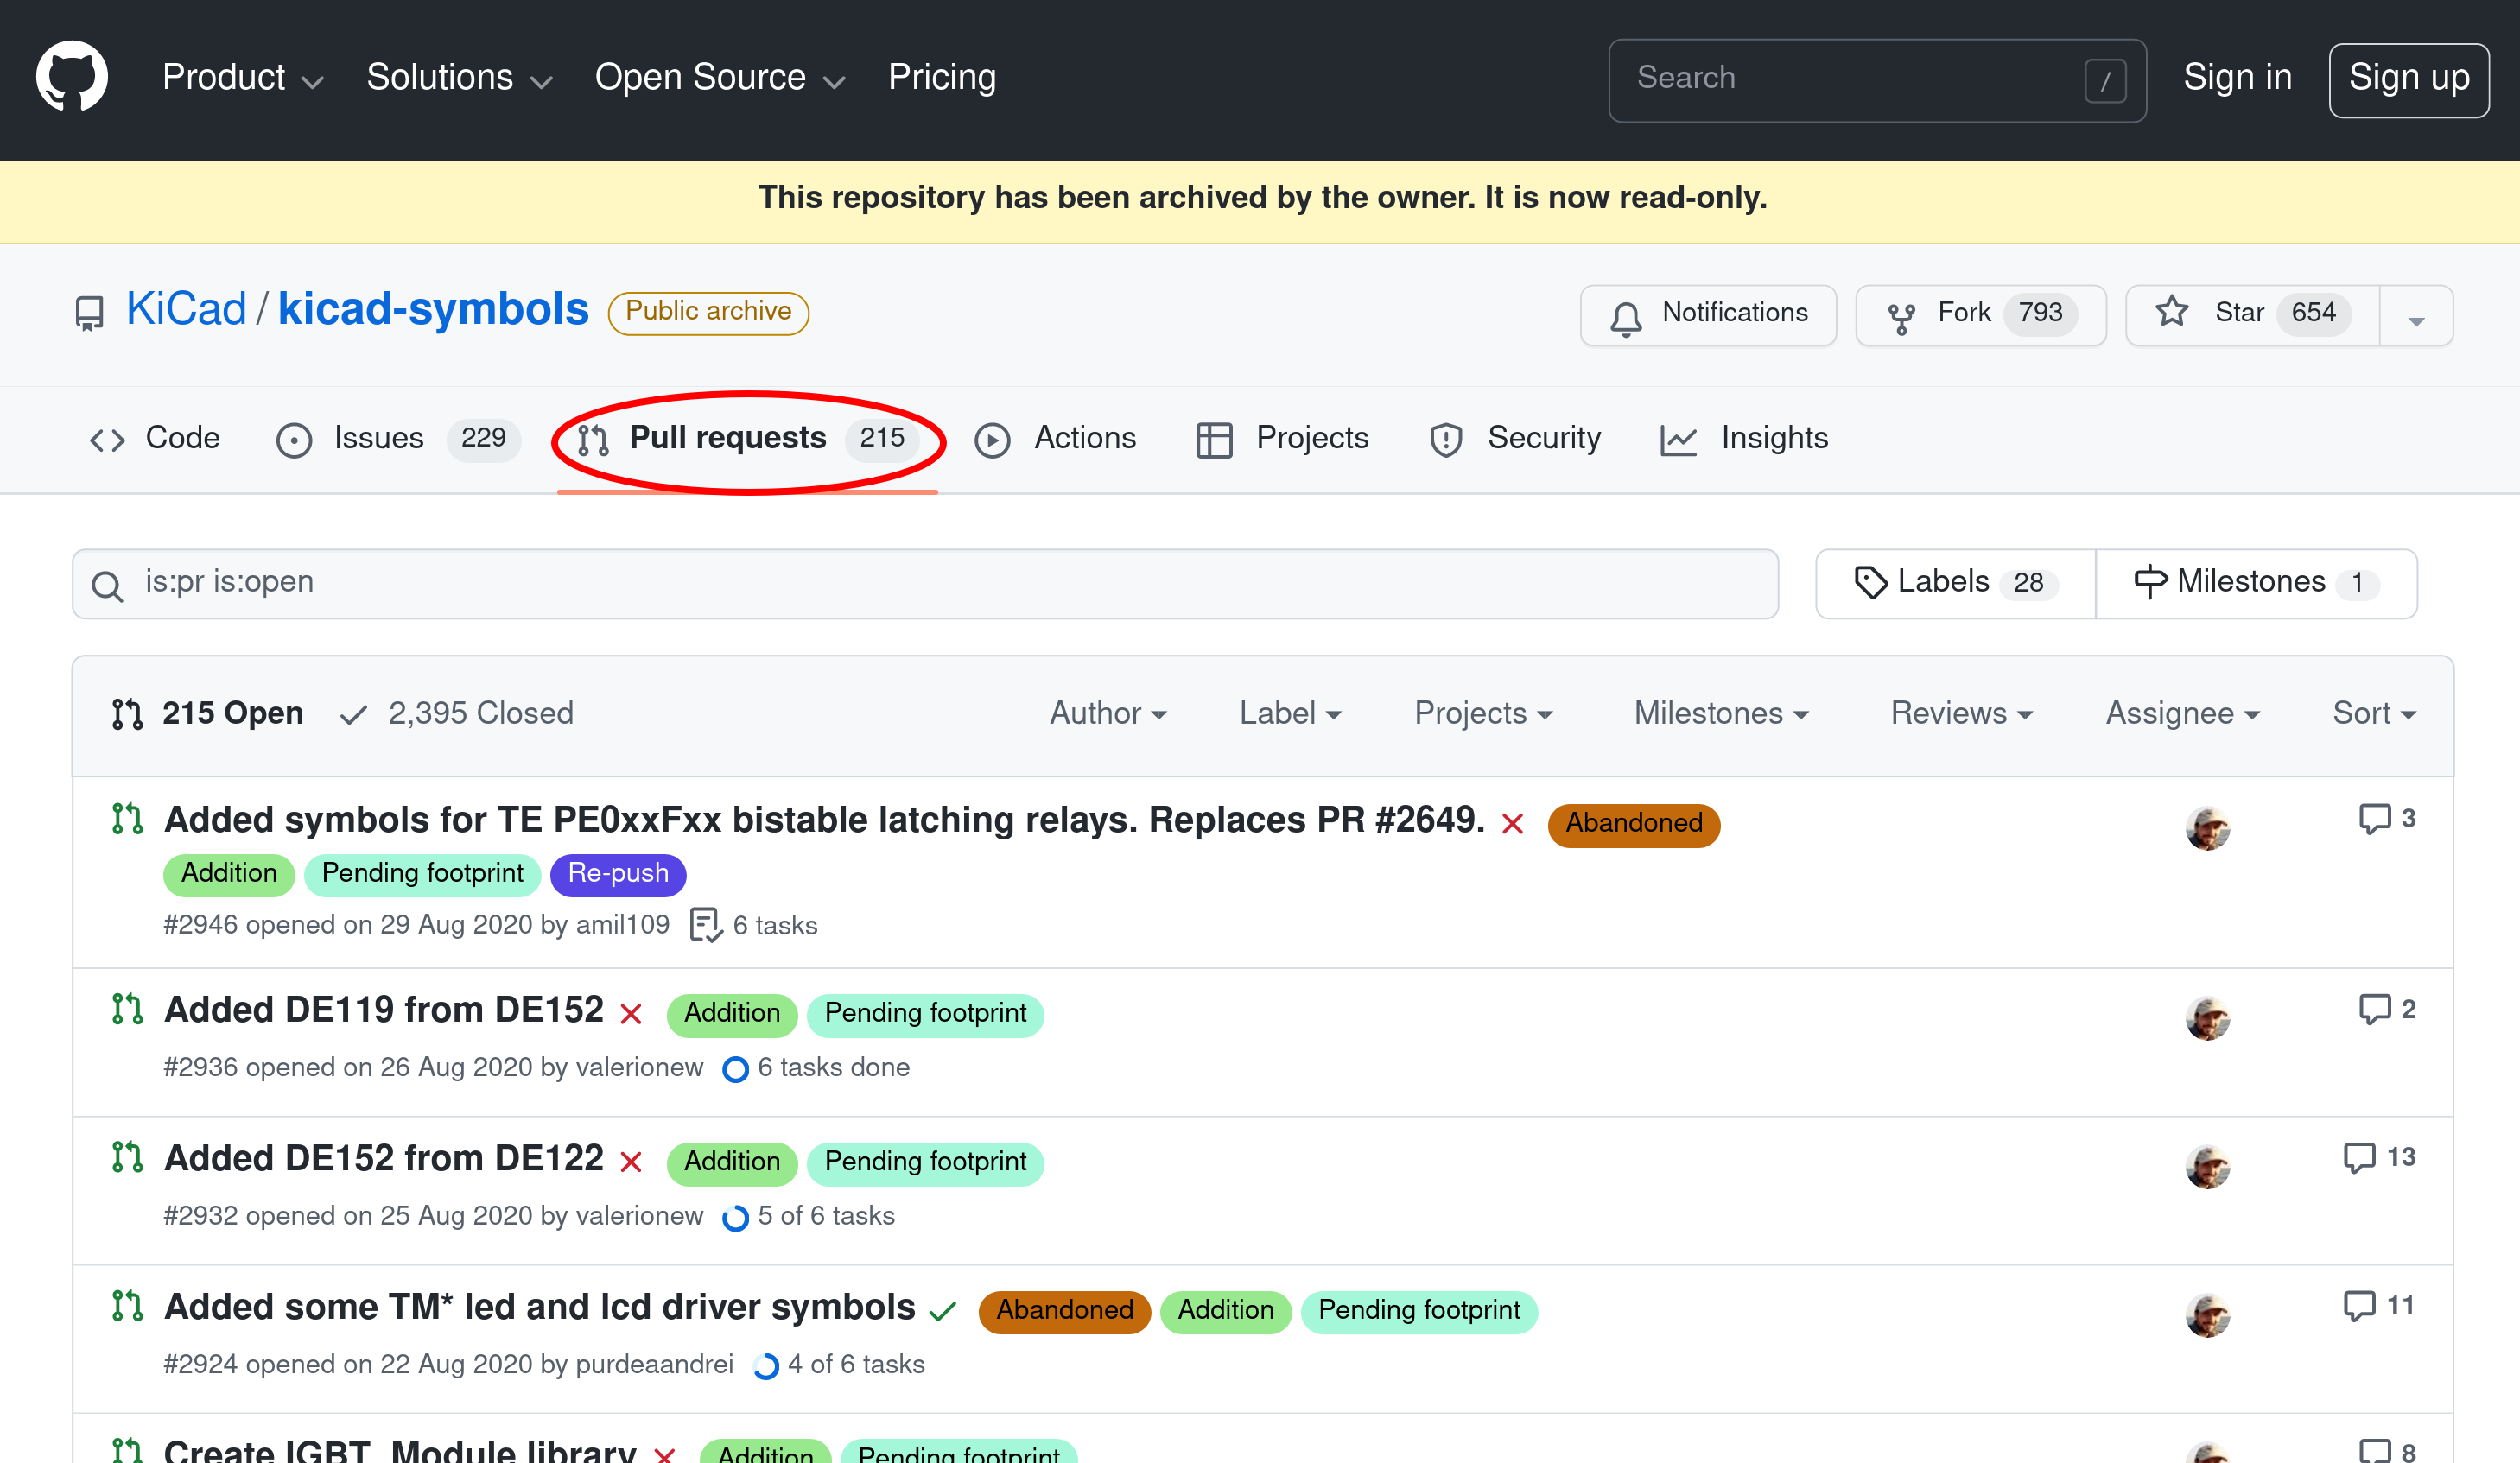 Product Solutions Open Source Pricing Search / Sign in Sign up
This repository has been archived by the owner. It is now read-only.
KiCad / kicad-symbols Public archive Notifications Fork 793 Star 654
Code Issues 229 Pull requests 215 Actions Projects Security Insights
is:pr is:open Labels 28 Milestones 1
215 Open 2,395 Closed Author Label Projects Milestones Reviews Assignee Sort
Added symbols for TE PE0xxFxx bistable latching relays. Replaces PR #2649. Abandoned 3
Addition Pending footprint Re-push
#2946 opened on 29 Aug 2020 by amil109 6 tasks
Added DE119 from DE152 Addition Pending footprint 2
#2936 opened on 26 Aug 2020 by valerionew 6 tasks done
Added DE152 from DE122 Addition Pending footprint 13
#2932 opened on 25 Aug 2020 by valerionew 5 of 6 tasks
Added some TM* led and lcd driver symbols Abandoned Addition Pending footprint 11
#2924 opened on 22 Aug 2020 by purdeaandrei 4 of 6 tasks
Create IGBT_Module library Addition Pending footprint 8